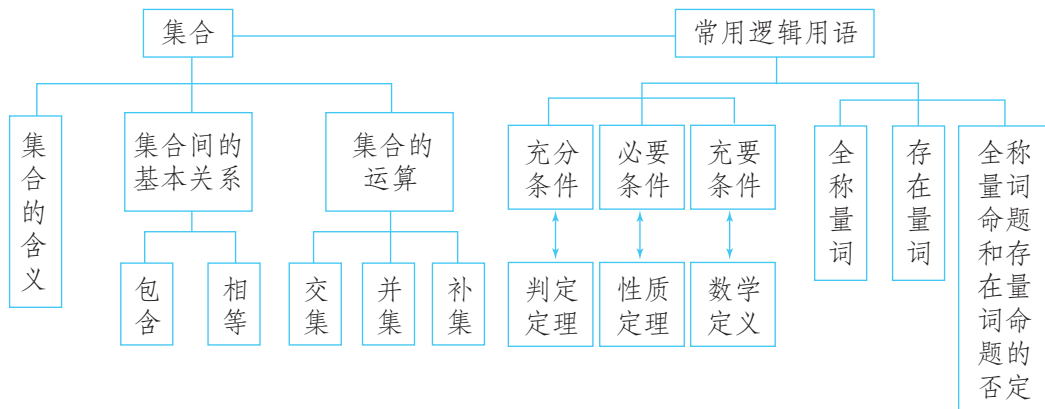 集合
常用逻辑用语
集
合
的
含
义
集合间的
基本关系
集合的
运算
充分
条件
必要
条件
充要
条件
全
称
量
词
存
在
量
词
全称
量词
命题
和存
在量
词命
题的
否定
包
含
相
等
交
集
并
集
补
集
判定
定理
性质
定理
数学
定义